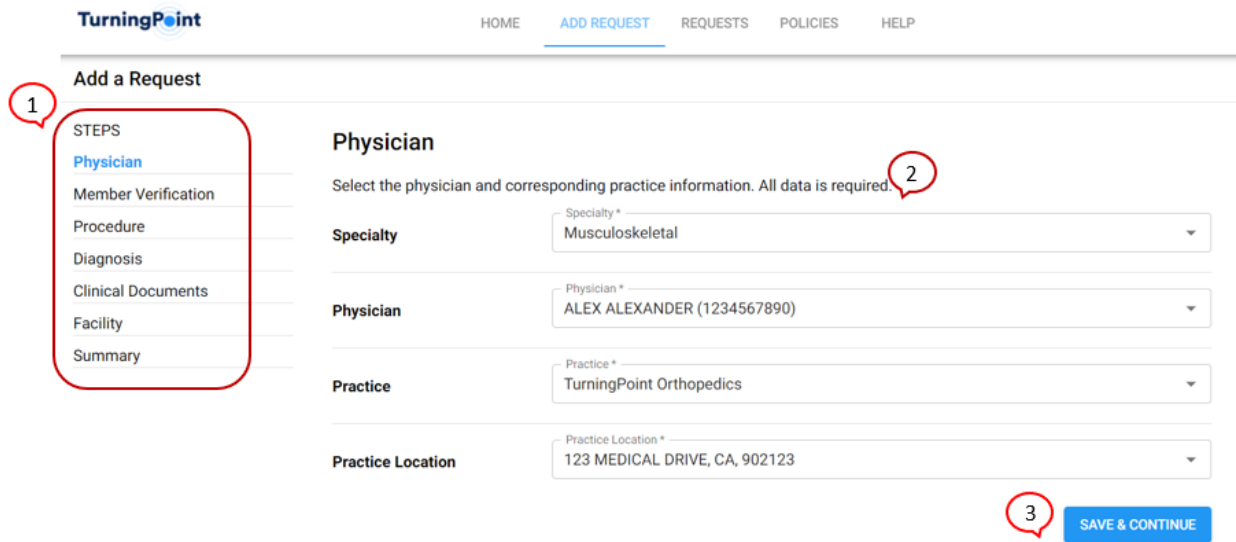 TurningPoint
HOME ADD REQUEST REQUESTS POLICIES HELP
Add a Request
1
STEPS
Physician
Member Verification
Procedure
Diagnosis
Clinical Documents
Facility
Summary
Physician
Select the physician and corresponding practice information. All data is required.
2
Specialty
Specialty *
Musculoskeletal
Physician
Physician *
ALEX ALEXANDER (1234567890)
Practice
Practice *
TurningPoint Orthopedics
Practice Location
Practice Location *
123 MEDICAL DRIVE, CA, 902123
3
SAVE & CONTINUE